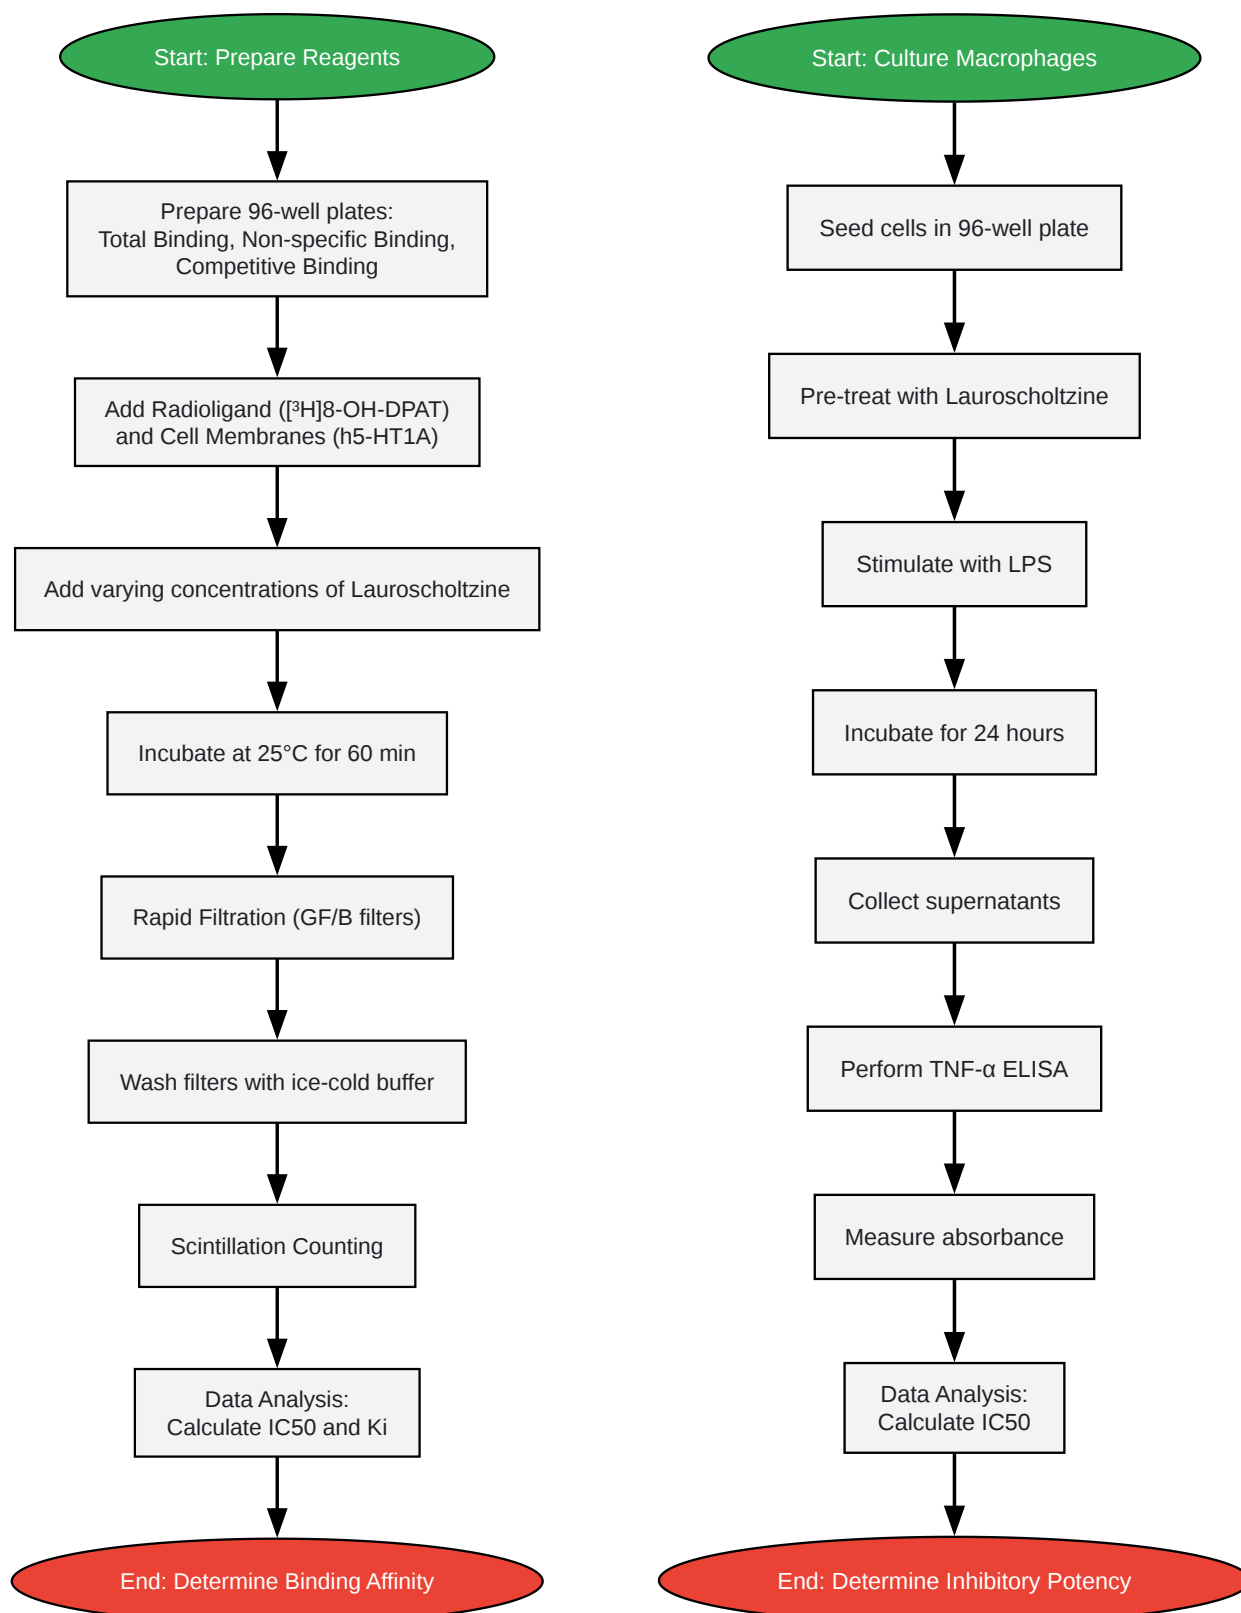 Start: Prepare Reagents
Prepare 96-well plates:
Total Binding, Non-specific Binding,
Competitive Binding
Add Radioligand ([³H]8-OH-DPAT)
and Cell Membranes (h5-HT1A)
Add varying concentrations of Lauroscholtzine
Incubate at 25°C for 60 min
Rapid Filtration (GF/B filters)
Wash filters with ice-cold buffer
Scintillation Counting
Data Analysis:
Calculate IC50 and Ki
End: Determine Binding Affinity
Start: Culture Macrophages
Seed cells in 96-well plate
Pre-treat with Lauroscholtzine
Stimulate with LPS
Incubate for 24 hours
Collect supernatants
Perform TNF-α ELISA
Measure absorbance
Data Analysis:
Calculate IC50
End: Determine Inhibitory Potency